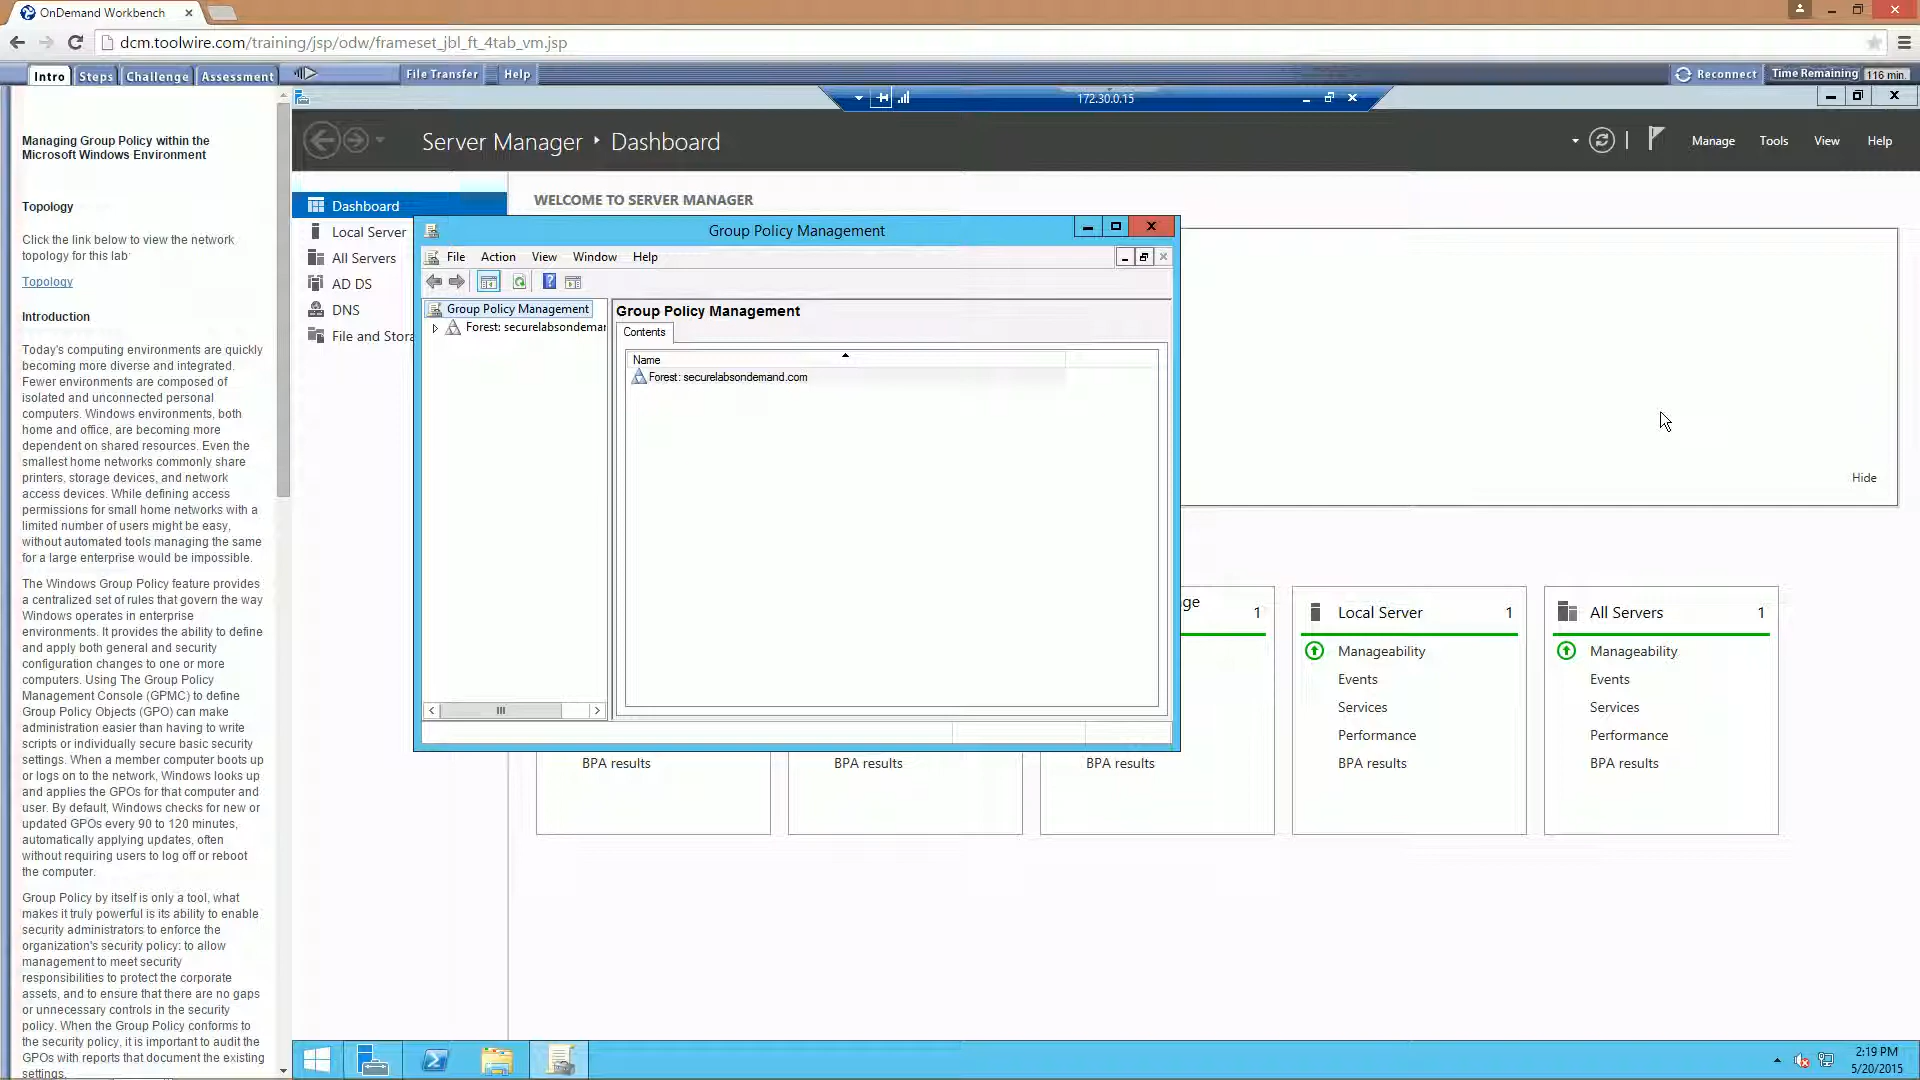 OnDemand Workbench
dcm.toolwire.com/training/jsp/odw/frameset_jbl_ft_4tab_vm.jsp
Intro Steps Challenge Assessment File Transfer Help Reconnect Time Remaining 116 min.
172.30.0.15
Managing Group Policy within the
Microsoft Windows Environment
Topology
Click the link below to view the network
topology for this lab
Topology
Introduction
Today's computing environments are quickly
becoming more diverse and integrated.
Fewer environments are composed of
isolated and unconnected personal
computers. Windows environments, both
home and office, are becoming more
dependent on shared resources. Even the
smallest home networks commonly share
printers, storage devices, and network
access devices. While defining access
permissions for small home networks with a
limited number of users might be easy,
without automated tools managing the same
for a large enterprise would be impossible.
The Windows Group Policy feature provides
a centralized set of rules that govern the way
Windows operates in enterprise
environments. It provides the ability to define
and apply both general and security
configuration changes to one or more
computers. Using The Group Policy
Management Console (GPMC) to define
Group Policy Objects (GPO) can make
administration easier than having to write
scripts or individually secure basic security
settings. When a member computer boots up
or logs on to the network, Windows looks up
and applies the GPOs for that computer and
user. By default, Windows checks for new or
updated GPOs every 90 to 120 minutes,
automatically applying updates, often
without requiring users to log off or reboot
the computer.
Group Policy by itself is only a tool, what
makes it truly powerful is its ability to enable
security administrators to enforce the
organization's security policy: to allow
management to meet security
responsibilities to protect the corporate
assets, and to ensure that there are no gaps
or unnecessary controls in the security
policy. When the Group Policy conforms to
the security policy, it is important to audit the
GPOs with reports that document the existing
settings.
Server Manager Dashboard
Manage Tools View Help
Dashboard
Local Server
All Servers
AD DS
DNS
File and Stora
WELCOME TO SERVER MANAGER
Group Policy Management
File Action View Window Help
Group Policy Management
Forest: securelabsondemar
Group Policy Management
Contents
Name
Forest: securelabsondemand.com
Hide
ge 1
Local Server 1
Manageability
Events
Services
Performance
BPA results
All Servers 1
Manageability
Events
Services
Performance
BPA results
BPA results
BPA results
BPA results
2:19 PM
5/20/2015